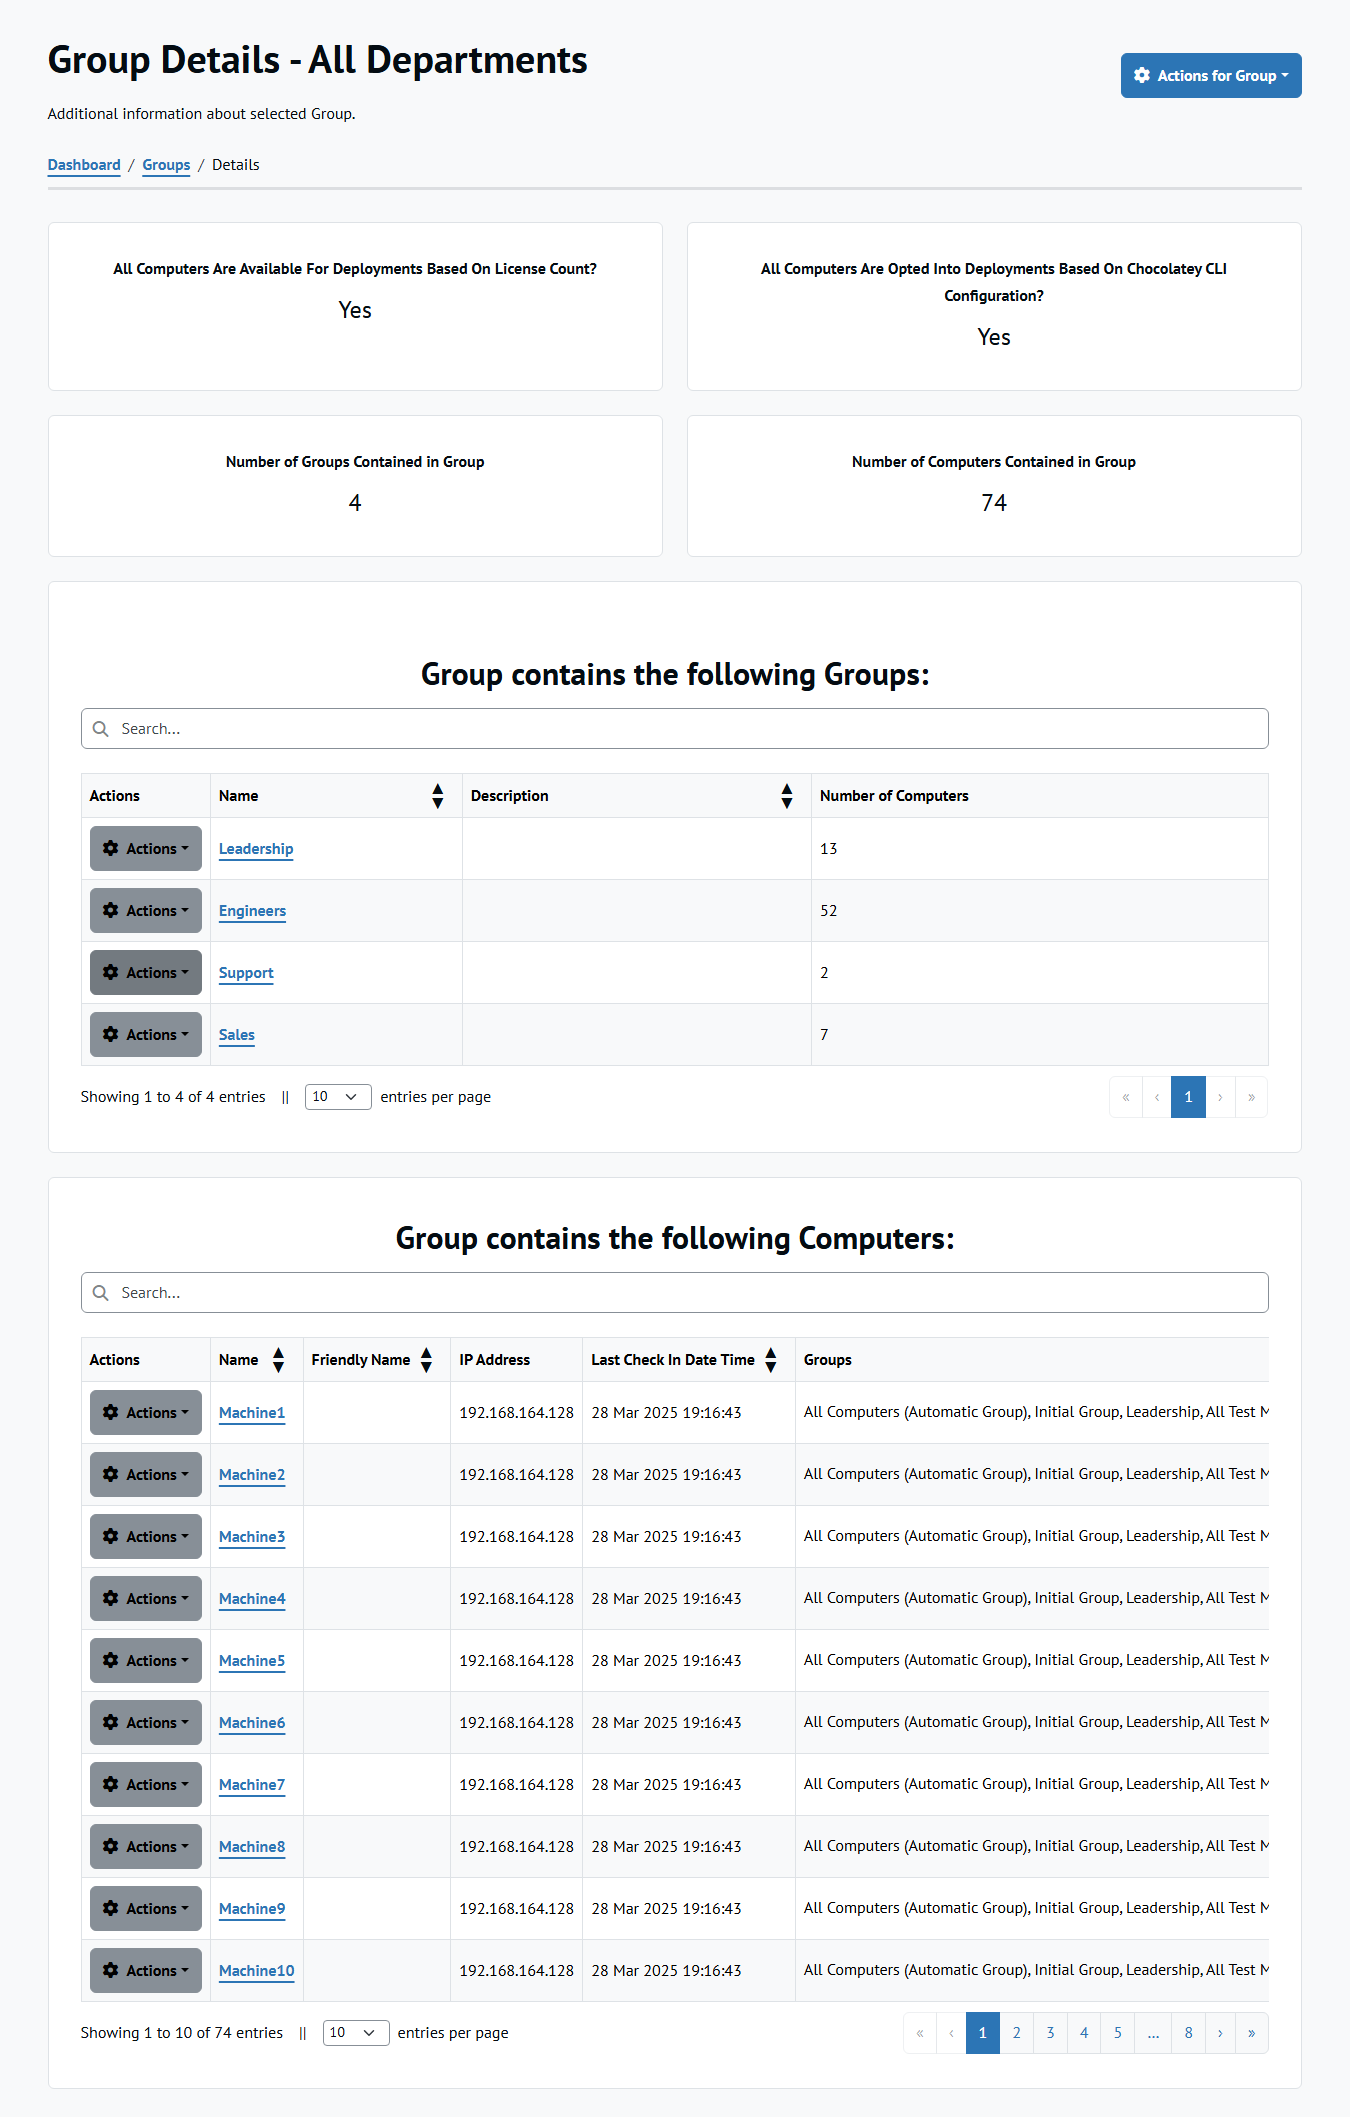 Group Details - All Departments
Actions for Group
Additional information about selected Group.
Dashboard / Groups / Details
All Computers Are Available For Deployments Based On License Count?
Yes
All Computers Are Opted Into Deployments Based On Chocolatey CLI
Configuration?
Yes
Number of Groups Contained in Group
4
Number of Computers Contained in Group
74
Group contains the following Groups:
Search...
Actions Name Description Number of Computers
Actions Leadership 13
Actions Engineers 52
Actions Support 2
Actions Sales 7
Showing 1 to 4 of 4 entries || 10 entries per page « ‹ 1 › »
Group contains the following Computers:
Search...
Actions Name Friendly Name IP Address Last Check In Date Time Groups
Actions Machine1 192.168.164.128 28 Mar 2025 19:16:43 All Computers (Automatic Group), Initial Group, Leadership, All Test M
Actions Machine2 192.168.164.128 28 Mar 2025 19:16:43 All Computers (Automatic Group), Initial Group, Leadership, All Test M
Actions Machine3 192.168.164.128 28 Mar 2025 19:16:43 All Computers (Automatic Group), Initial Group, Leadership, All Test M
Actions Machine4 192.168.164.128 28 Mar 2025 19:16:43 All Computers (Automatic Group), Initial Group, Leadership, All Test M
Actions Machine5 192.168.164.128 28 Mar 2025 19:16:43 All Computers (Automatic Group), Initial Group, Leadership, All Test M
Actions Machine6 192.168.164.128 28 Mar 2025 19:16:43 All Computers (Automatic Group), Initial Group, Leadership, All Test M
Actions Machine7 192.168.164.128 28 Mar 2025 19:16:43 All Computers (Automatic Group), Initial Group, Leadership, All Test M
Actions Machine8 192.168.164.128 28 Mar 2025 19:16:43 All Computers (Automatic Group), Initial Group, Leadership, All Test M
Actions Machine9 192.168.164.128 28 Mar 2025 19:16:43 All Computers (Automatic Group), Initial Group, Leadership, All Test M
Actions Machine10 192.168.164.128 28 Mar 2025 19:16:43 All Computers (Automatic Group), Initial Group, Leadership, All Test M
Showing 1 to 10 of 74 entries || 10 entries per page « ‹ 1 2 3 4 5 ... 8 › »